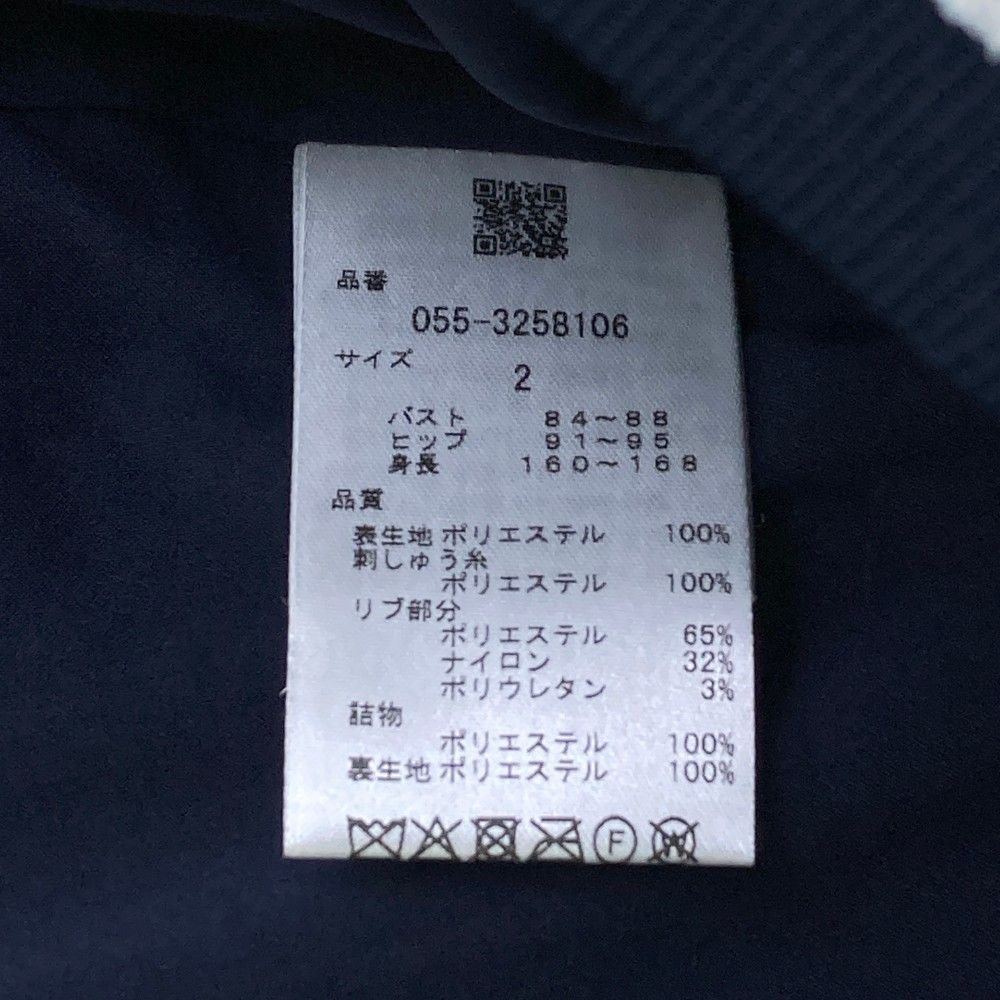 品番
055-3258106
サイズ
2
バスト 84～88
ヒップ 91～95
身長 160～168
品質
表生地 ポリエステル 100%
刺しゅう糸
ポリエステル 100%
リブ部分
ポリエステル 65%
ナイロン 32%
ポリウレタン 3%
詰物
ポリエステル 100%
裏生地 ポリエステル 100%
F
W